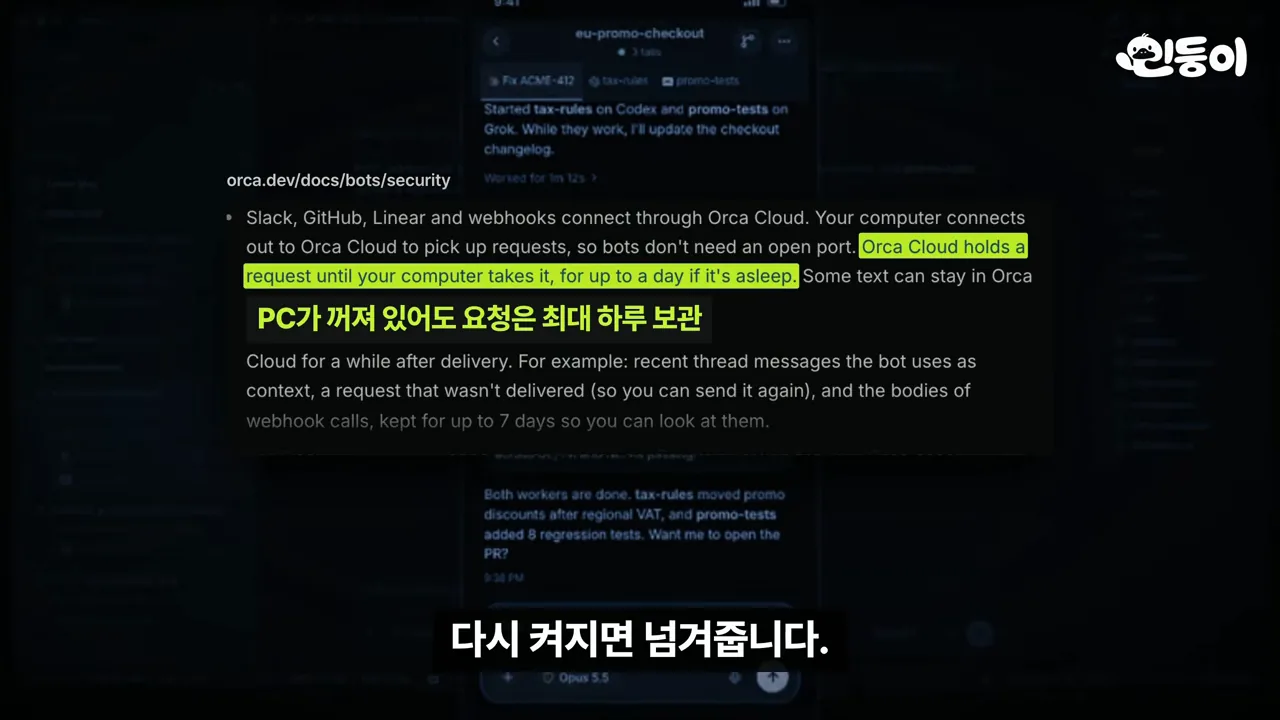 9:41
eu-promo-checkout
3 tabs
인둥이
Fix ACME-412 tax-rules promo-tests
Started tax-rules on Codex and promo-tests on
Grok. While they work, I'll update the checkout
changelog.
Worked for 1m 12s >
orca.dev/docs/bots/security
• Slack, GitHub, Linear and webhooks connect through Orca Cloud. Your computer connects
out to Orca Cloud to pick up requests, so bots don't need an open port. Orca Cloud holds a
request until your computer takes it, for up to a day if it's asleep. Some text can stay in Orca
PC가 꺼져 있어도 요청은 최대 하루 보관
Cloud for a while after delivery. For example: recent thread messages the bot uses as
context, a request that wasn't delivered (so you can send it again), and the bodies of
webhook calls, kept for up to 7 days so you can look at them.
Both workers are done. tax-rules moved promo
discounts after regional VAT, and promo-tests
added 8 regression tests. Want me to open the
PR?
9:38 PM
다시 켜지면 넘겨줍니다.
Opus 5.5